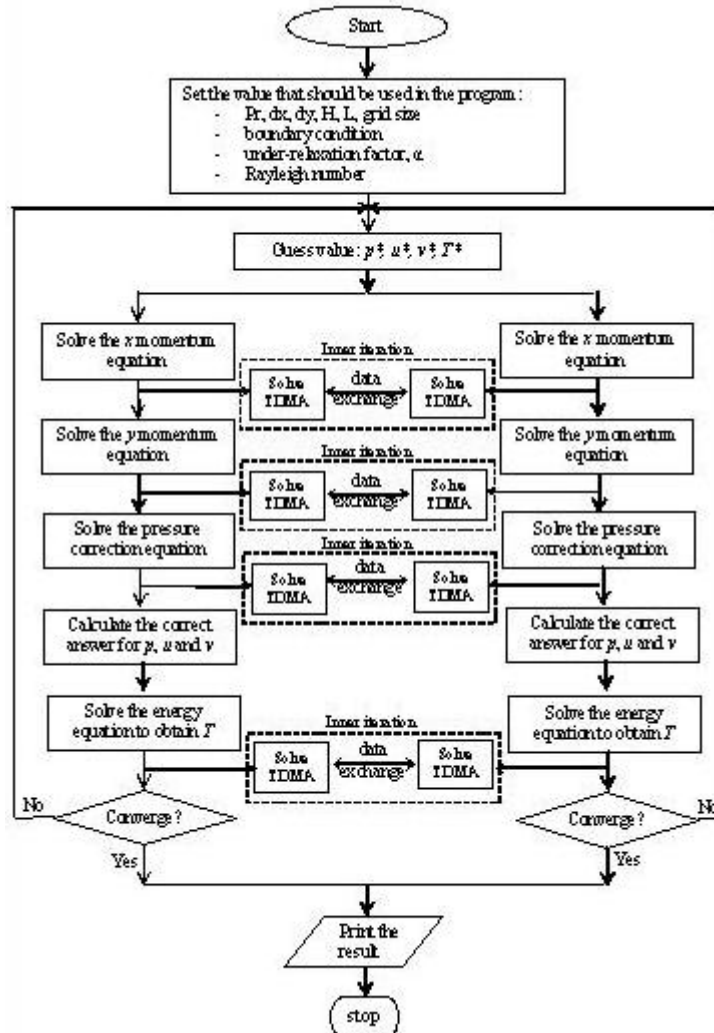 Start
Set the value that should be used in the program :
- Pr, dx, dy, H, L, grid size
- boundary condition
- under-relaxation factor, α
- Rayleigh number
Guess value: p*, u*, v*, T*
Solve the x momentum
equation
Solve the x momentum
equation
Inner iteration
Solve
TDMA
data
exchange
Solve
TDMA
Solve the y momentum
equation
Solve the y momentum
equation
Inner iteration
Solve
TDMA
data
exchange
Solve
TDMA
Solve the pressure
correction equation
Solve the pressure
correction equation
Inner iteration
Solve
TDMA
data
exchange
Solve
TDMA
Calculate the correct
answer for p, u and v
Calculate the correct
answer for p, u and v
Solve the energy
equation to obtain T
Solve the energy
equation to obtain T
Inner iteration
Solve
TDMA
data
exchange
Solve
TDMA
No
Converge?
Converge?
No
Yes
Yes
Print the
result
stop